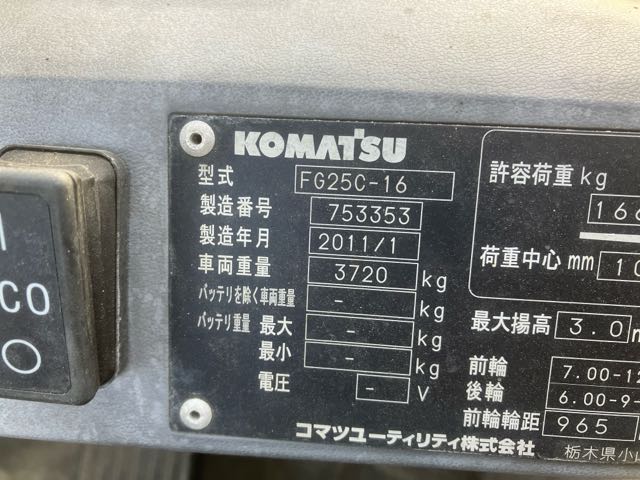 KOMATSU
型式 FG25C-16
製造番号 753353
製造年月 2011/1
車両重量 3720 kg
バッテリを除く車両重量 - kg
バッテリ重量 最大 - kg
最小 - kg
電圧 - V
コマツユーティリティ株式会社
許容荷重 kg
荷重中心 mm
最大揚高 3.0
前輪 7.00-12
後輪 6.00-9-
前輪輪距 965
栃木県小山
CO